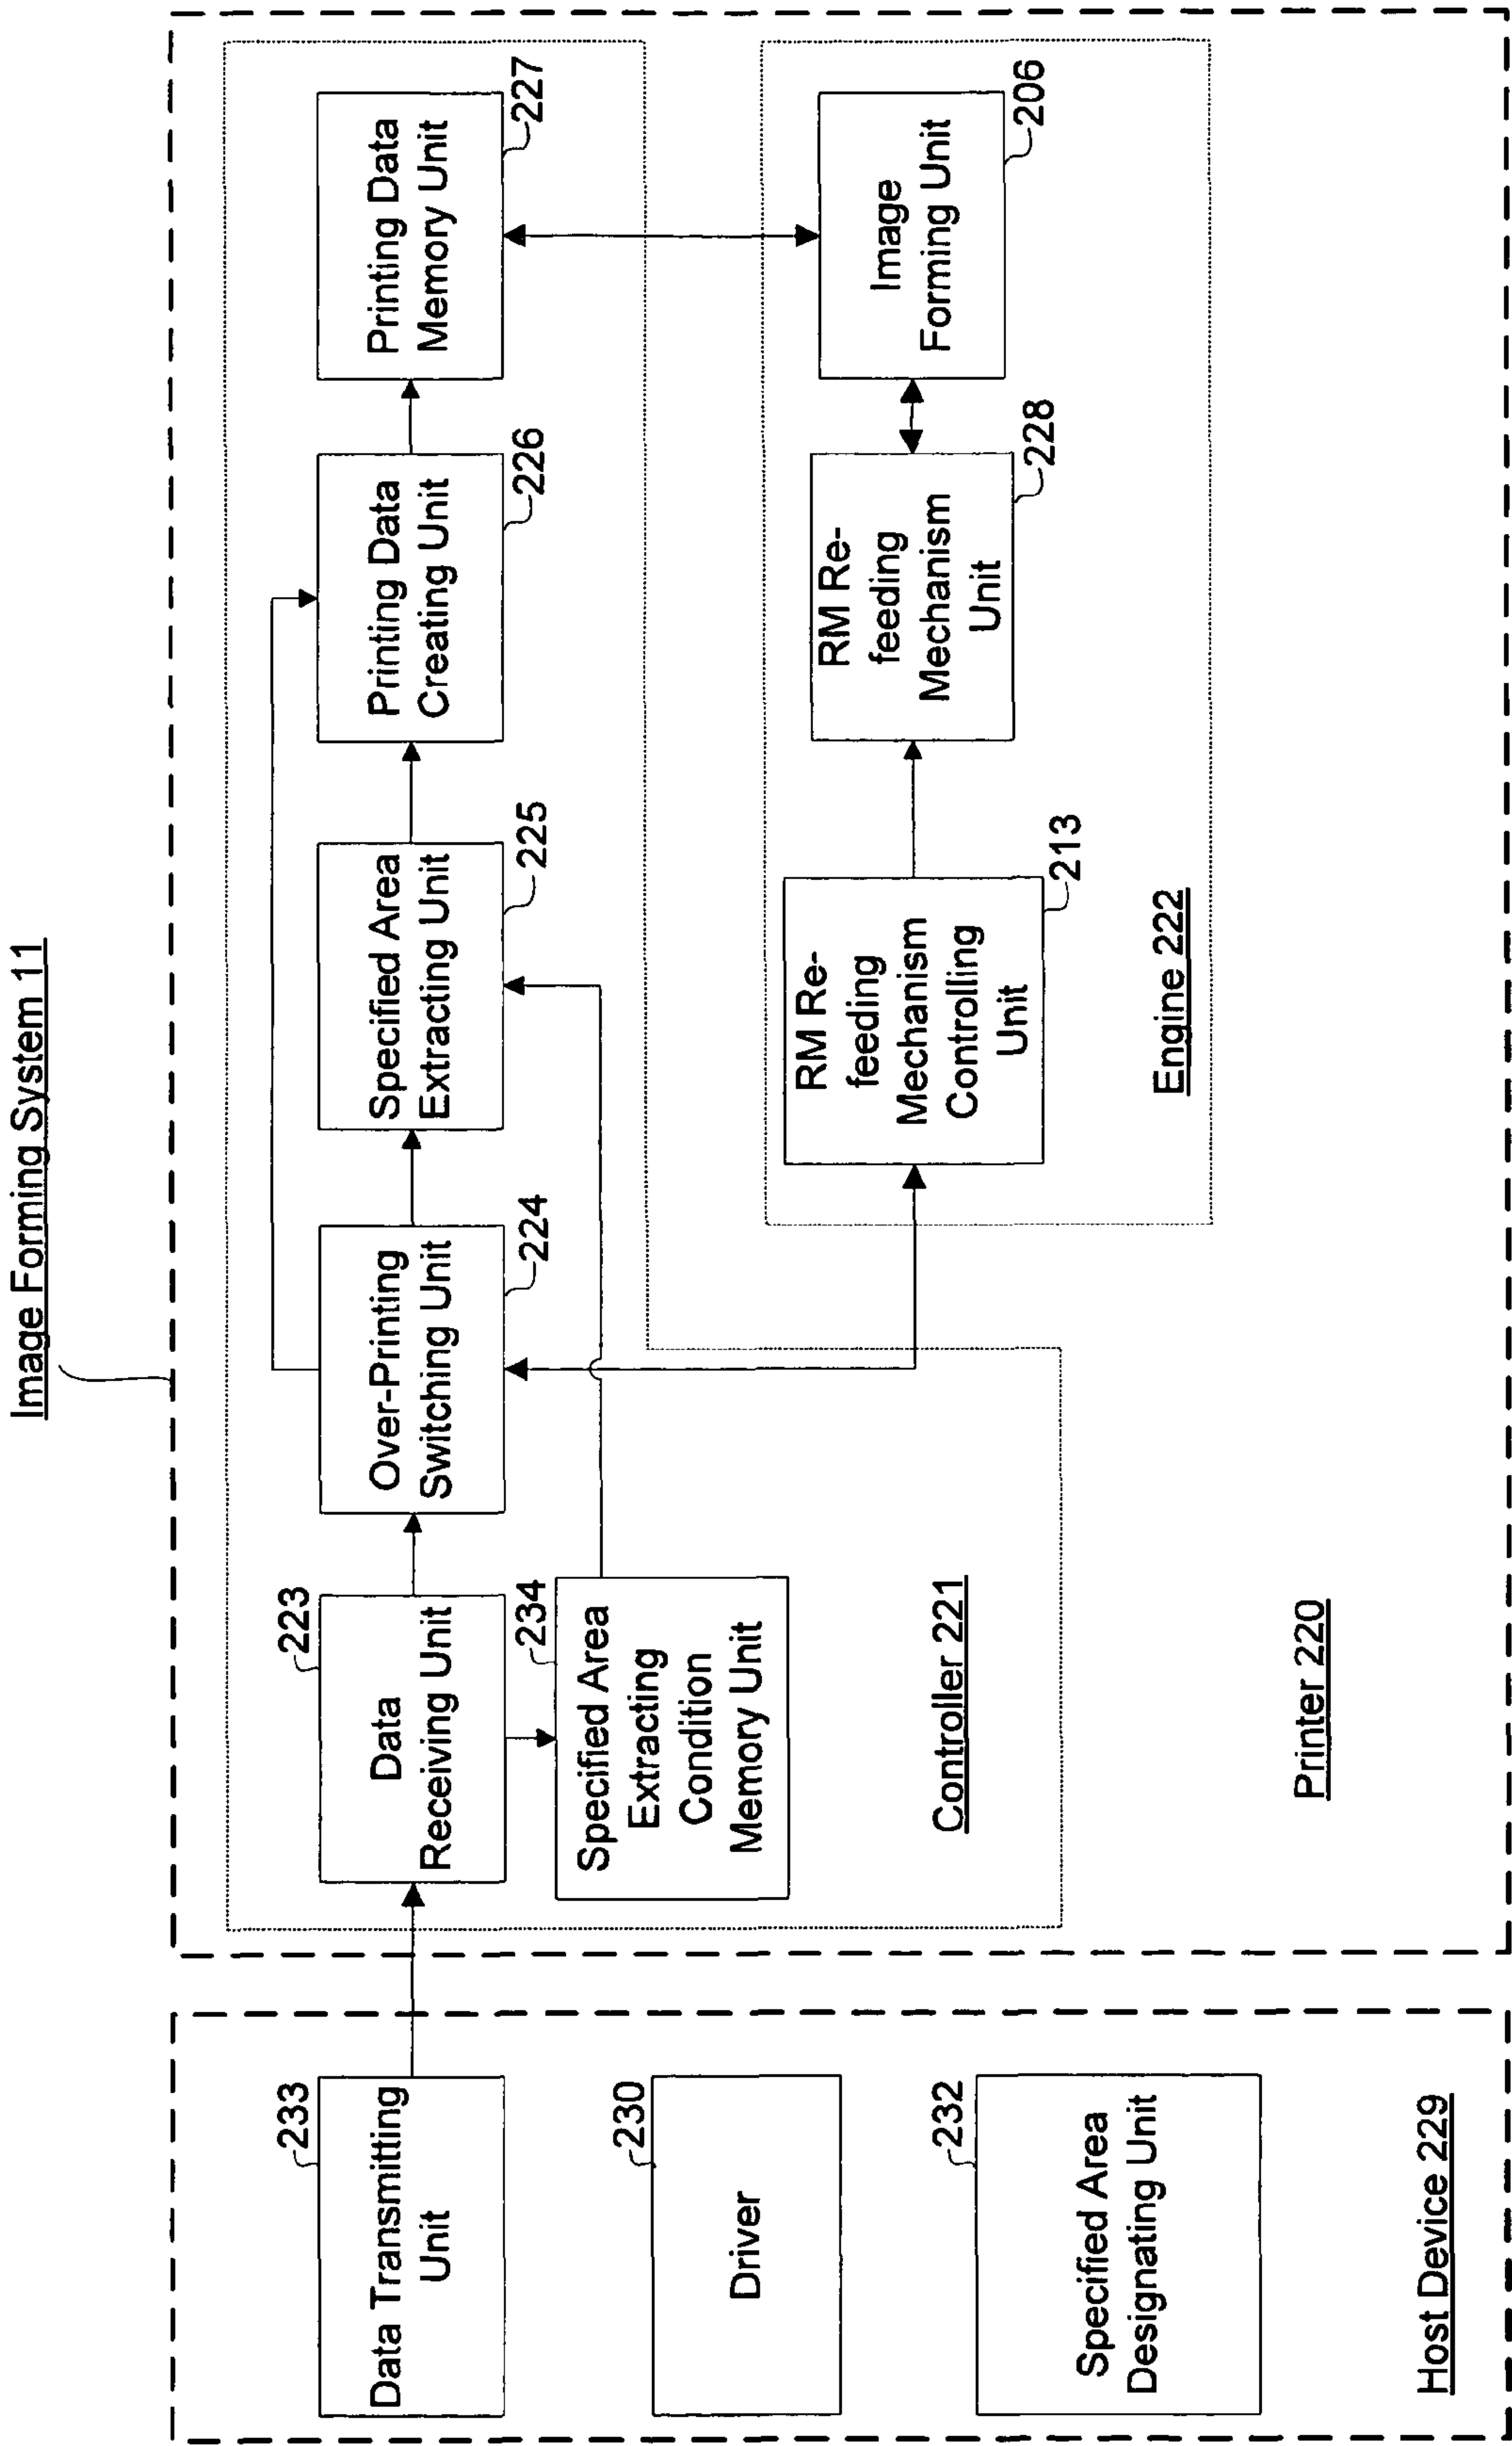 Image Forming System 11
233
Data Transmitting
Unit
230
Driver
232
Specified Area
Designating Unit
Host Device 229
223
Data
Receiving Unit
234
Specified Area
Extracting
Condition
Memory Unit
Over-Printing
Switching Unit
224
Specified Area
Extracting Unit
225
Printing Data
Creating Unit
226
Printing Data
Memory Unit
227
Controller 221
RM Re-
feeding
Mechanism
Controlling
Unit
213
RM Re-
feeding
Mechanism
Unit
228
Image
Forming Unit
206
Engine 222
Printer 220